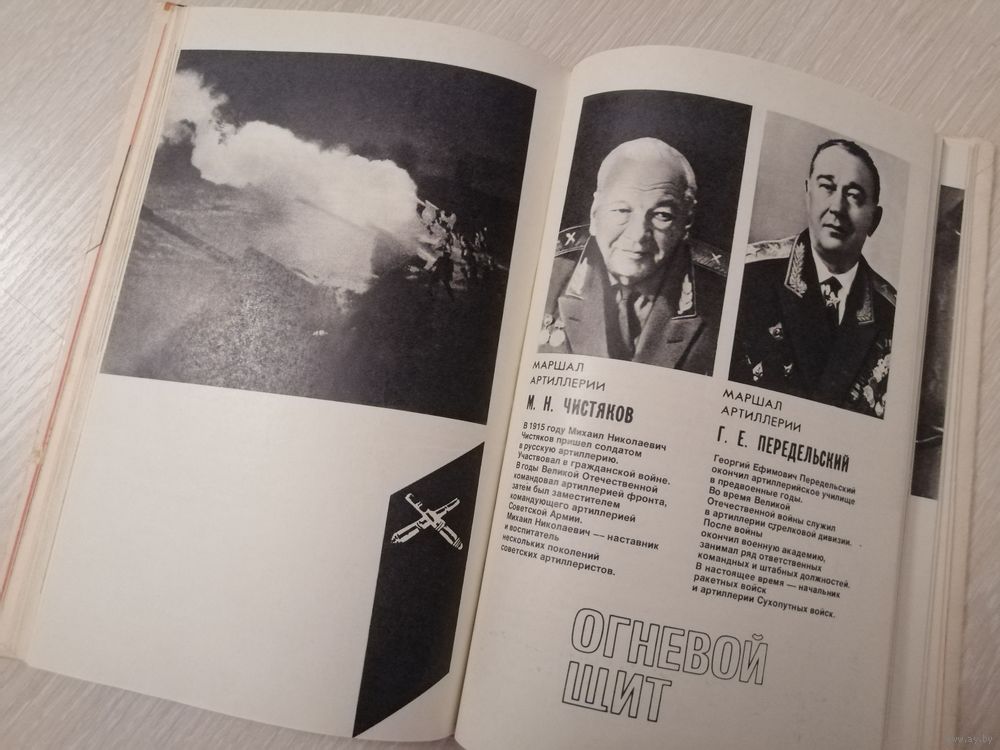 МАРШАЛ
АРТИЛЛЕРИИ
М. Н. ЧИСТЯКОВ
В 1915 году Михаил Николаевич
Чистяков пришел солдатом
в русскую артиллерию.
Участвовал в гражданской войне.
В годы Великой Отечественной
командовал артиллерией фронта,
затем был заместителем
командующего артиллерией
Советской Армии.
Михаил Николаевич — наставник
и воспитатель
нескольких поколений
советских артиллеристов.
МАРШАЛ
АРТИЛЛЕРИИ
Г. Е. ПЕРЕДЕЛЬСКИЙ
Георгий Ефимович Передельский
окончил артиллерийское училище
в предвоенные годы.
Во время Великой
Отечественной войны служил
в артиллерии стрелковой дивизии.
После войны
окончил военную академию,
занимал ряд ответственных
командных и штабных должностей.
В настоящее время — начальник
ракетных войск
и артиллерии Сухопутных войск.
ОГНЕВОЙ
ЩИТ
www.ay.by